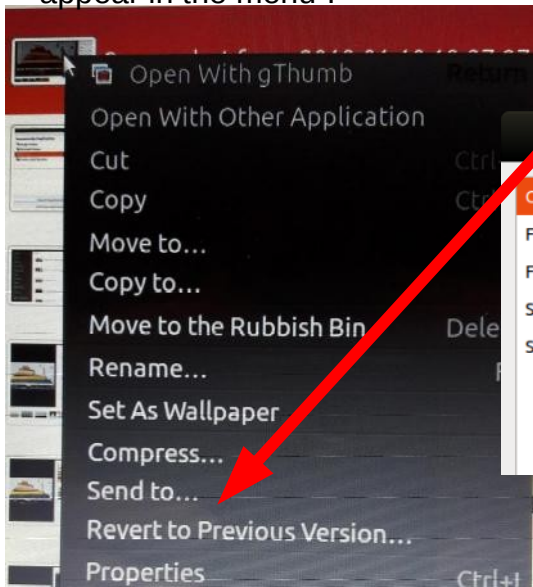 appear in the menu ?
Open With gThumb Return
Open With Other Application
Cut Ctrl
Copy Ctrl
Move to...
Copy to...
Move to the Rubbish Bin Dele
Rename... F
Set As Wallpaper
Compress...
Send to...
Revert to Previous Version...
Properties Ctrl+I